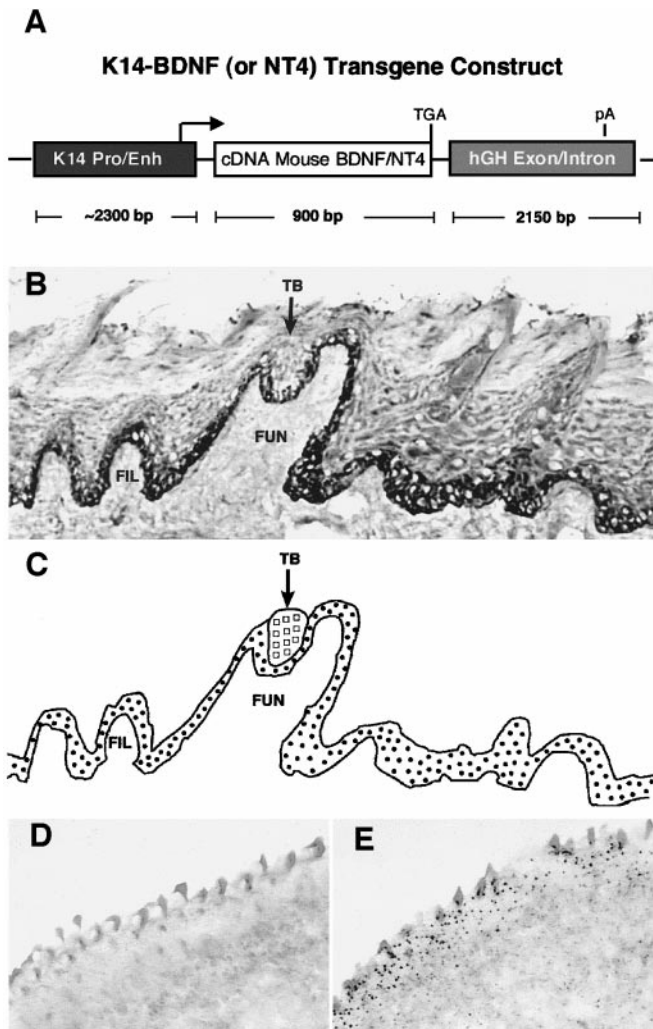 A
K14-BDNF (or NT4) Transgene Construct
TGA
pA
K14 Pro/Enh
cDNA Mouse BDNF/NT4
hGH Exon/Intron
~2300 bp
900 bp
2150 bp
B
TB
FUN
FIL
C
TB
FUN
FIL
D
E